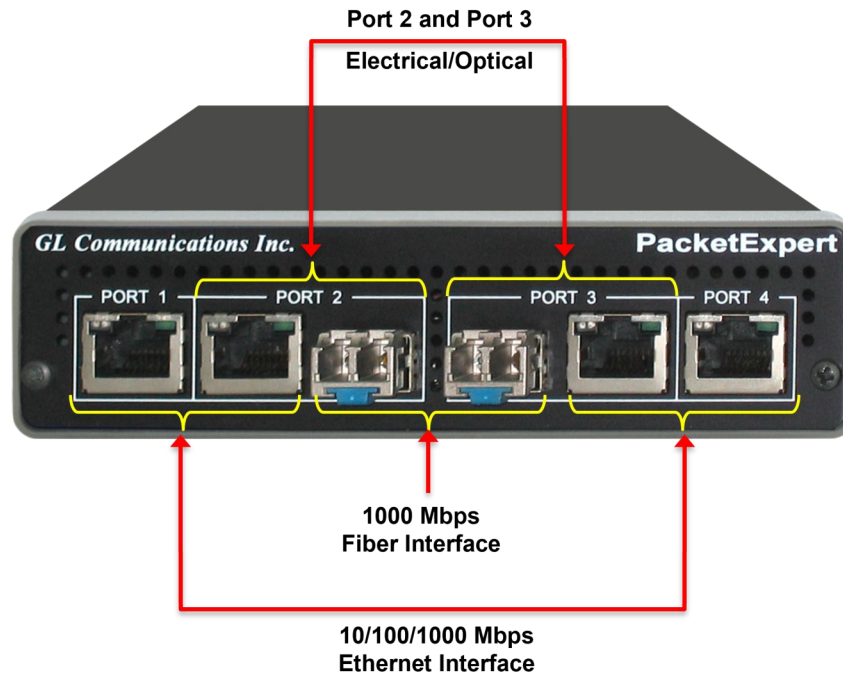 Port 2 and Port 3
Electrical/Optical
GL Communications Inc.
PacketExpert
PORT 1
PORT 2
PORT 3
PORT 4
1000 Mbps
Fiber Interface
10/100/1000 Mbps
Ethernet Interface